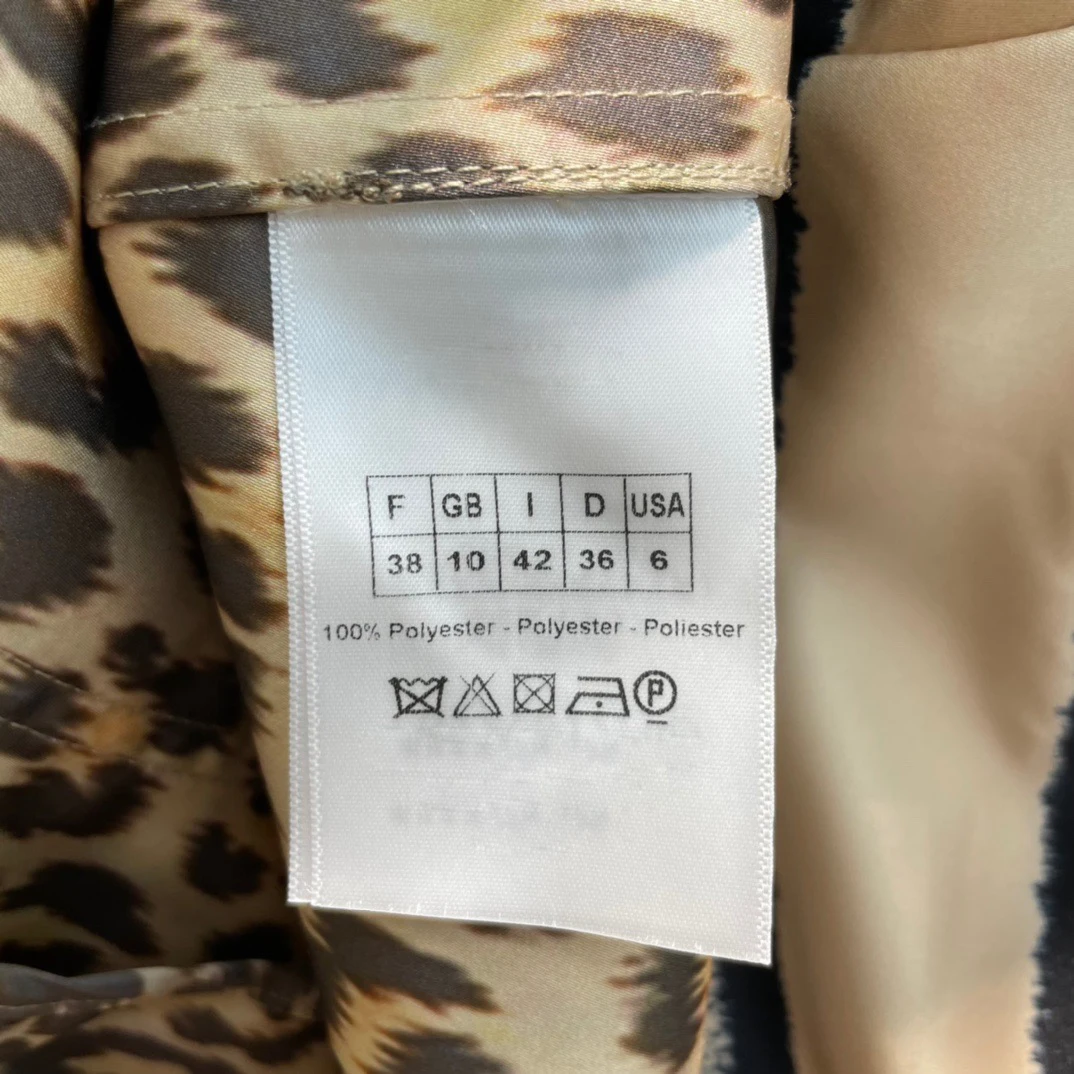 F GB I D USA
38 10 42 36 6
100% Polyester - Polyester - Poliester
P